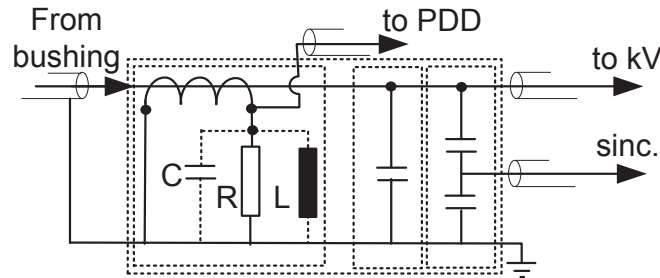 From
bushing
to PDD
to kV
sinc.
C
R
L